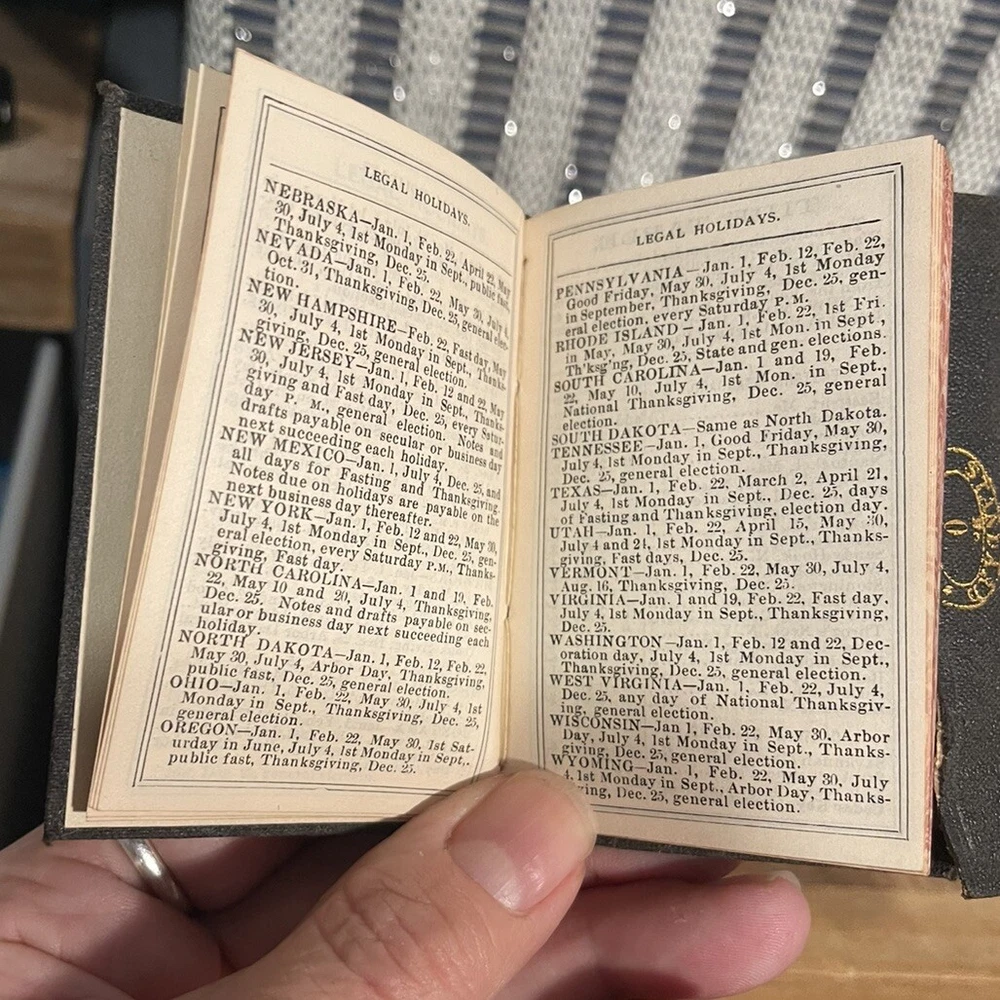 LEGAL HOLIDAYS.
NEBRASKA—Jan. 1, Feb. 22, April 22, May
30, July 4, 1st Monday in Sept., public fast,
Thanksgiving, Dec. 25.
NEVADA—Jan. 1, Feb. 22, May 30, July 4,
Oct. 31, Thanksgiving, Dec. 25, general elec-
tion.
NEW HAMPSHIRE—Feb. 22, Fast day, May
30, July 4, 1st Monday in Sept., Thanks-
giving, Dec. 25, general election.
NEW JERSEY—Jan. 1, Feb. 12 and 22, May
30, July 4, 1st Monday in Sept., Thanks-
giving and Fast day, Dec. 25, every Satur-
day P. M., general election. Notes and
drafts payable on secular or business day
next succeeding each holiday.
NEW MEXICO—Jan. 1, July 4, Dec. 25, and
all days for Fasting and Thanksgiving.
Notes due on holidays are payable on the
next business day thereafter.
NEW YORK—Jan. 1, Feb. 12 and 22, May 30,
July 4, 1st Monday in Sept., Dec. 25, gen-
eral election, every Saturday P.M., Thanks-
giving, Fast day.
NORTH CAROLINA—Jan. 1 and 19, Feb.
22, May 10 and 20, July 4, Thanksgiving,
Dec. 25. Notes and drafts payable on sec-
ular or business day next succeeding each
holiday.
NORTH DAKOTA—Jan. 1, Feb. 12, Feb. 22,
May 30, July 4, Arbor Day, Thanksgiving,
public fast, Dec. 25, general election.
OHIO—Jan. 1, Feb. 22, May 30, July 4, 1st
Monday in Sept., Thanksgiving, Dec. 25,
general election.
OREGON—Jan. 1, Feb. 22, May 30, 1st Sat-
urday in June, July 4, 1st Monday in Sept.,
public fast, Thanksgiving, Dec. 25.
LEGAL HOLIDAYS.
PENNSYLVANIA—Jan. 1, Feb. 12, Feb. 22,
Good Friday, May 30, July 4, 1st Monday
in September, Thanksgiving, Dec. 25, gen-
eral election, every Saturday P.M.
RHODE ISLAND—Jan. 1, Feb. 22, 1st Fri.
in May, May 30, July 4, 1st Mon. in Sept.,
Th'ksg'ng, Dec. 25, State and gen. elections.
SOUTH CAROLINA—Jan. 1 and 19, Feb.
22, May 10, July 4, 1st Mon. in Sept.,
National Thanksgiving, Dec. 25, general
election.
SOUTH DAKOTA—Same as North Dakota.
TENNESSEE—Jan. 1, Good Friday, May 30,
July 4, 1st Monday in Sept., Thanksgiving,
Dec. 25, general election.
TEXAS—Jan. 1, Feb. 22, March 2, April 21,
July 4, 1st Monday in Sept., Dec. 25, days
of Fasting and Thanksgiving, election day.
UTAH—Jan. 1, Feb. 22, April 15, May 30,
July 4 and 24, 1st Monday in Sept., Thanks-
giving, Fast days, Dec. 25.
VERMONT—Jan. 1, Feb. 22, May 30, July 4,
Aug. 16, Thanksgiving, Dec. 25.
VIRGINIA—Jan. 1 and 19, Feb. 22, Fast day,
July 4, 1st Monday in Sept., Thanksgiving,
Dec. 25.
WASHINGTON—Jan. 1, Feb. 12 and 22, Dec-
oration day, July 4, 1st Monday in Sept.,
Thanksgiving, Dec. 25, general election.
WEST VIRGINIA—Jan. 1, Feb. 22, July 4,
Dec. 25, any day of National Thanksgiv-
ing, general election.
WISCONSIN—Jan 1, Feb. 22, May 30. Arbor
Day, July 4, 1st Monday in Sept., Thanks-
giving, Dec. 25, general election.
WYOMING—Jan. 1, Feb. 22, May 30, July
4, 1st Monday in Sept., Arbor Day, Thanks-
giving, Dec. 25, general election.